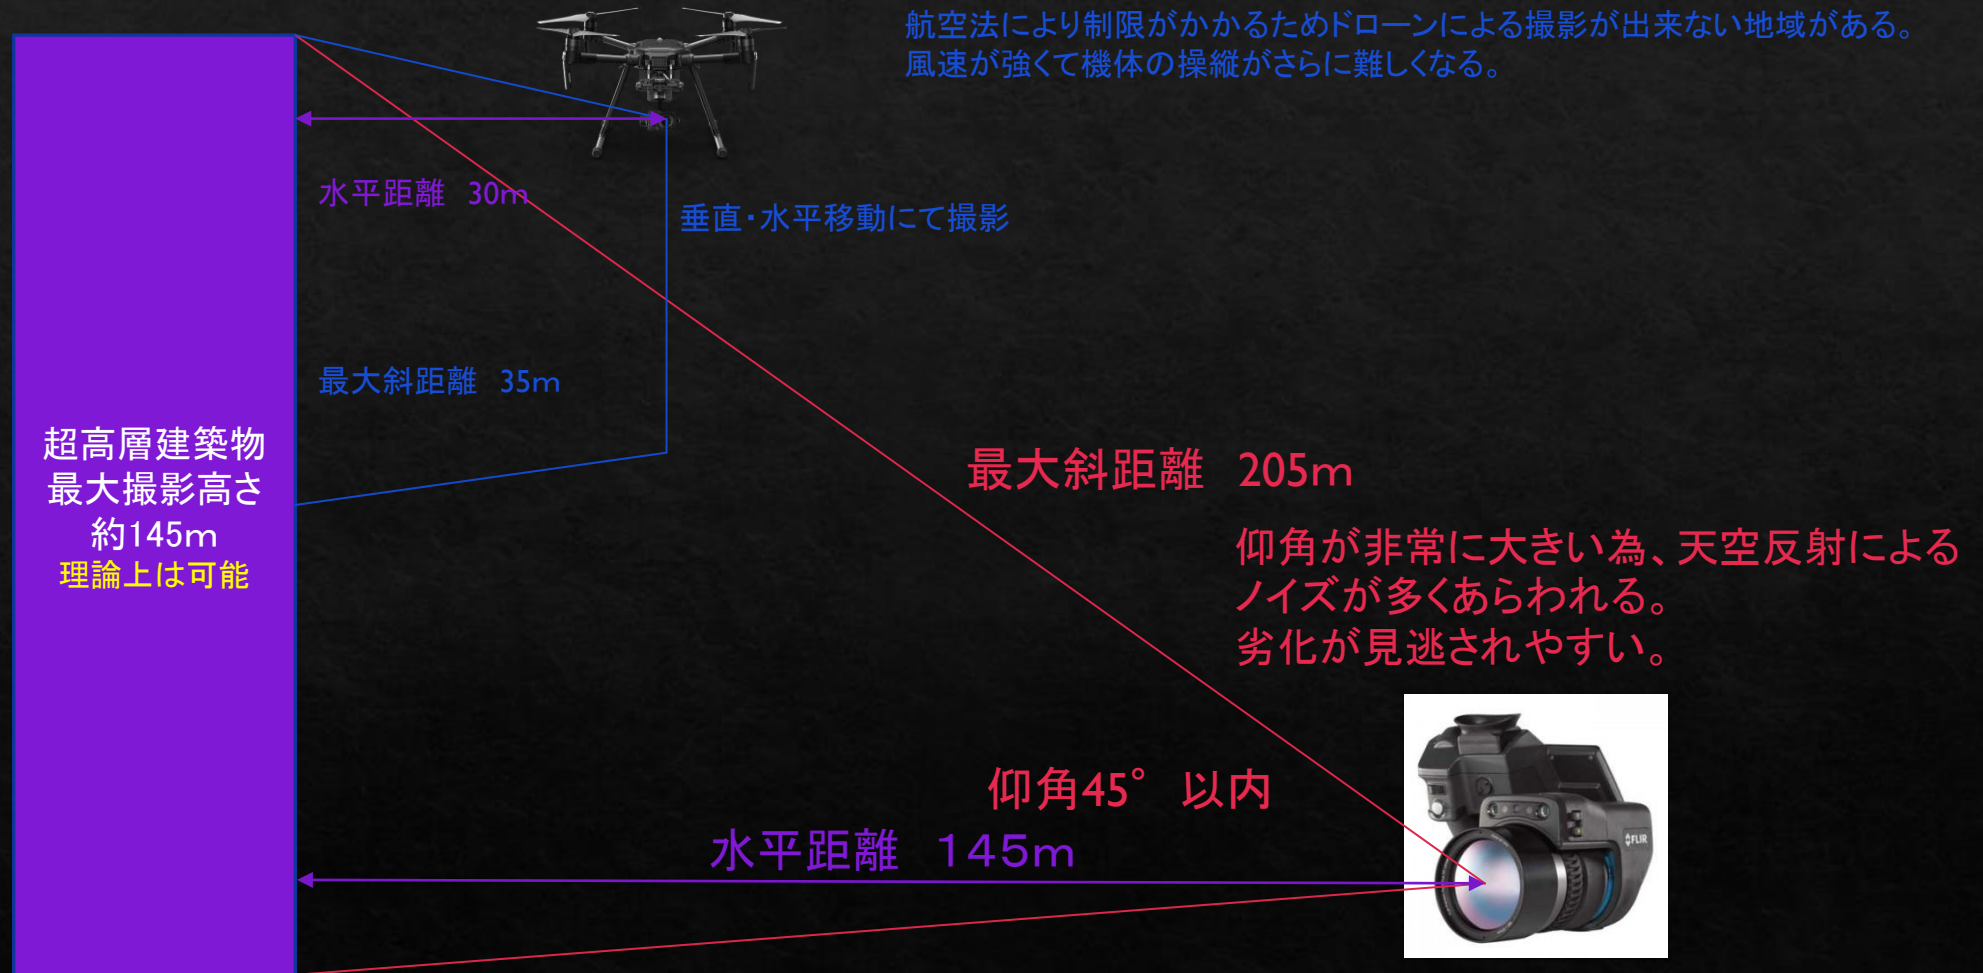 航空法により制限がかかるためドローンによる撮影が出来ない地域がある。
風速が強くて機体の操縦がさらに難しくなる。
水平距離　30m
垂直・水平移動にて撮影
最大斜距離　35m
超高層建築物
最大撮影高さ
約145m
理論上は可能
最大斜距離　205m
仰角が非常に大きい為、天空反射による
ノイズが多くあらわれる。
劣化が見逃されやすい。
仰角45°以内
水平距離　145m
FLIR